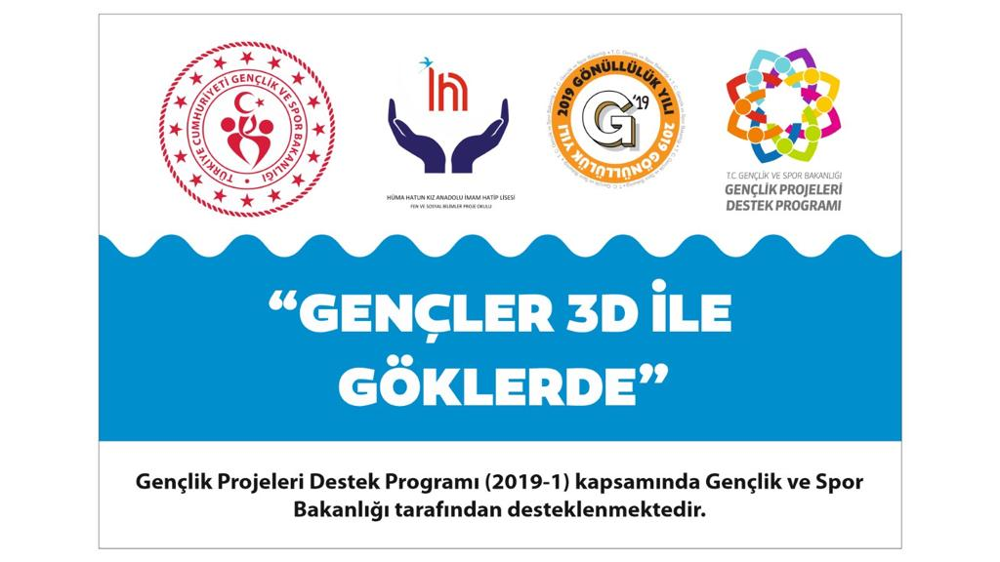 TÜRKİYE CUMHURİYETİ GENÇLİK VE SPOR BAKANLIĞI
ih
HÜMA HATUN KIZ ANADOLU İMAM HATİP LİSESİ
FEN VE SOSYAL BİLİMLER PROJE OKULU
2019 GÖNÜLLÜLÜK YILI
2019 GÖNÜLLÜLÜK YILI
G '19
T.C. GENÇLİK VE SPOR BAKANLIĞI
GENÇLİK PROJELERİ
DESTEK PROGRAMI
“GENÇLER 3D İLE
GÖKLERDE”
Gençlik Projeleri Destek Programı (2019-1) kapsamında Gençlik ve Spor
Bakanlığı tarafından desteklenmektedir.